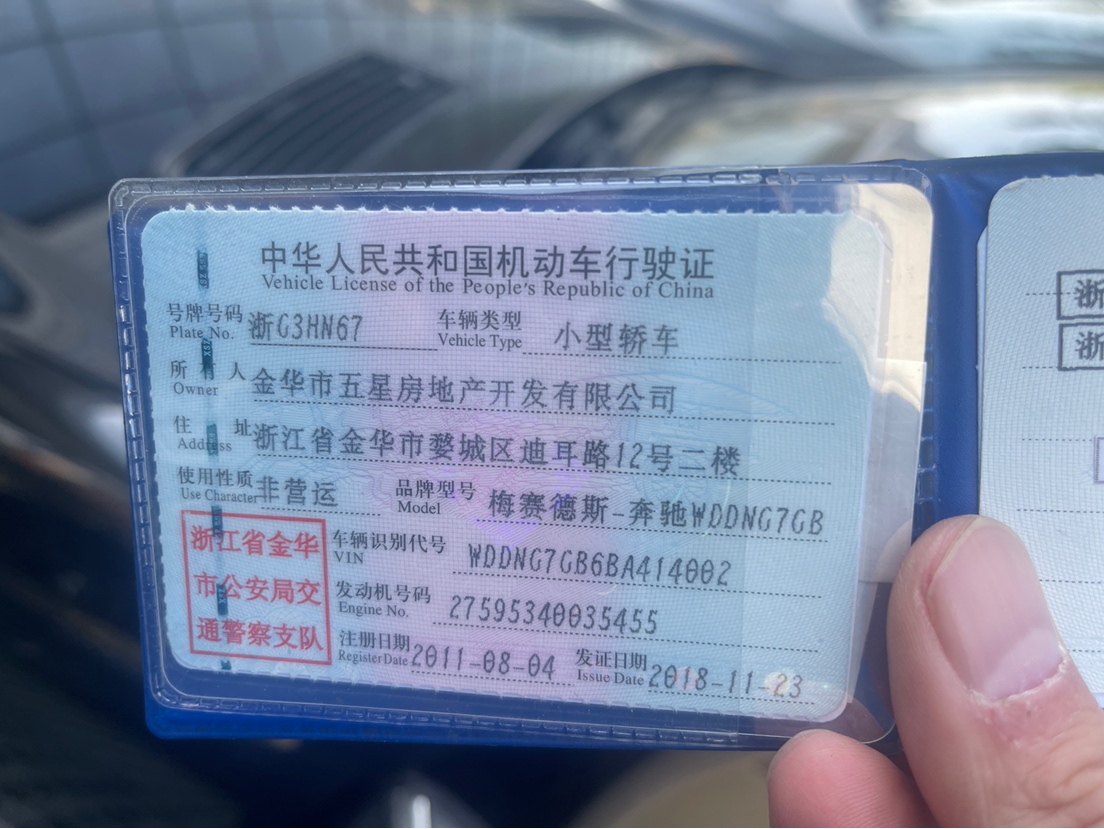 中华人民共和国机动车行驶证
Vehicle License of the People's Republic of China
号牌号码 浙G3HN67 车辆类型 小型轿车
Plate No. Vehicle Type
所有人 金华市五星房地产开发有限公司
Owner
住址 浙江省金华市婺城区迪耳路12号二楼
Address
使用性质 非营运 品牌型号 梅赛德斯-奔驰WDDNG7GB
Use Character Model
浙江省金华
市公安局交
通警察支队
车辆识别代号 WDDNG7GB6BA414002
VIN
发动机号码 27595340035455
Engine No.
注册日期 2011-08-04 发证日期 2018-11-23
Register Date Issue Date
浙
浙